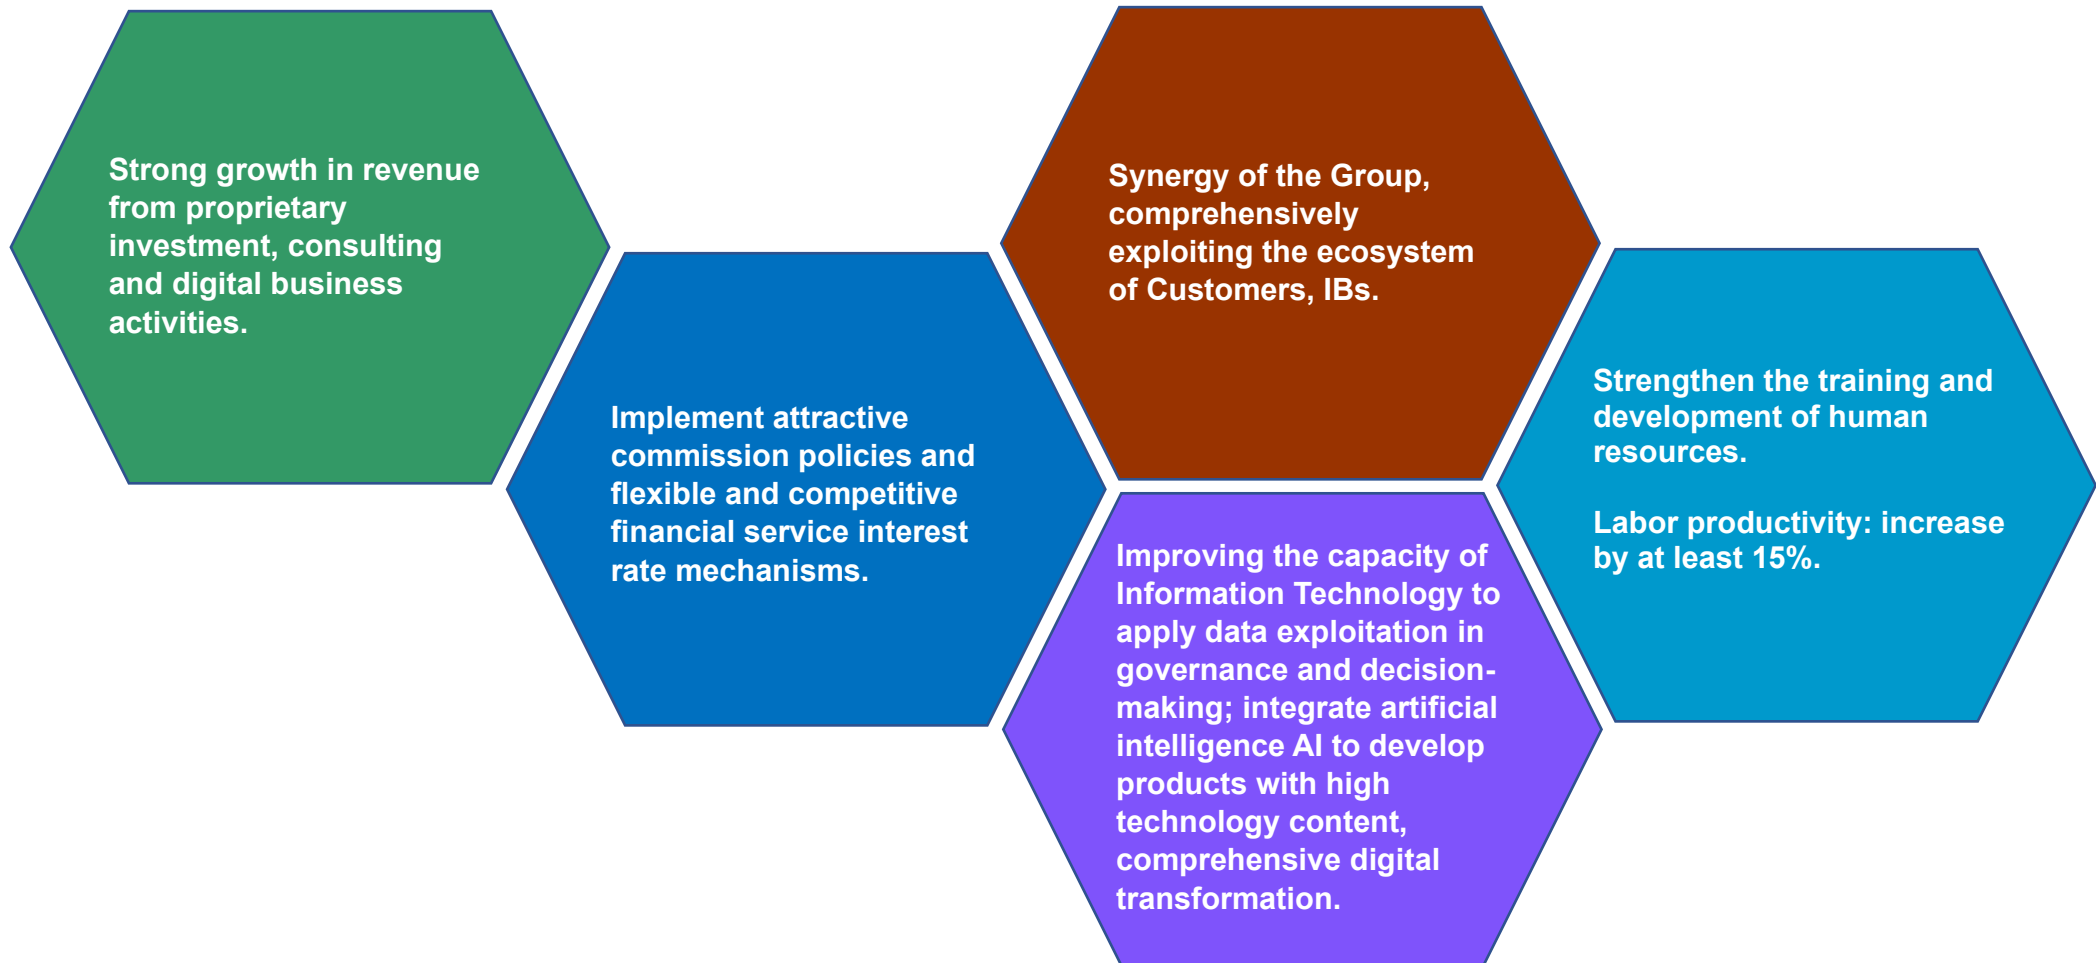 Strong growth in revenue
from proprietary
investment, consulting
and digital business
activities.
Implement attractive
commission policies and
flexible and competitive
financial service interest
rate mechanisms.
Synergy of the Group,
comprehensively
exploiting the ecosystem
of Customers, IBs.
Improving the capacity of
Information Technology to
apply data exploitation in
governance and decision-
making; integrate artificial
intelligence AI to develop
products with high
technology content,
comprehensive digital
transformation.
Strengthen the training and
development of human
resources.
Labor productivity: increase
by at least 15%.